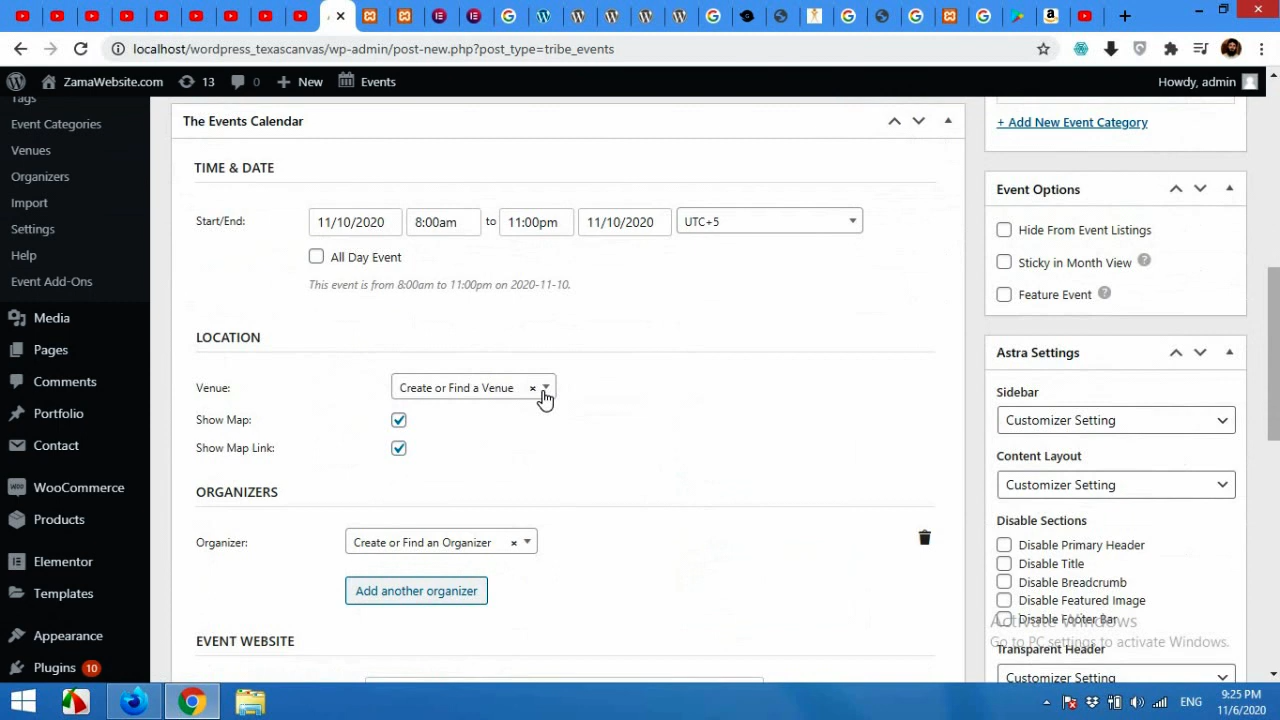 localhost/wordpress_texascanvas/wp-admin/post-new.php?post_type=tribe_events
ZamaWebsite.com 13 0 New Events Howdy, admin
Tags
Event Categories
Venues
Organizers
Import
Settings
Help
Event Add-Ons
Media
Pages
Comments
Portfolio
Contact
WooCommerce
Products
Elementor
Templates
Appearance
Plugins 10
The Events Calendar
TIME & DATE
Start/End: 11/10/2020 8:00am to 11:00pm 11/10/2020 UTC+5
All Day Event
This event is from 8:00am to 11:00pm on 2020-11-10.
LOCATION
Venue: Create or Find a Venue ×
Show Map:
Show Map Link:
ORGANIZERS
Organizer: Create or Find an Organizer ×
Add another organizer
EVENT WEBSITE
+ Add New Event Category
Event Options
Hide From Event Listings
Sticky in Month View ?
Feature Event ?
Astra Settings
Sidebar
Customizer Setting
Content Layout
Customizer Setting
Disable Sections
Disable Primary Header
Disable Title
Disable Breadcrumb
Disable Featured Image
Disable Footer Bar
Activate Windows
Go to PC settings to activate Windows.
Transparent Header
Customizer Setting
ENG
9:25 PM
11/6/2020